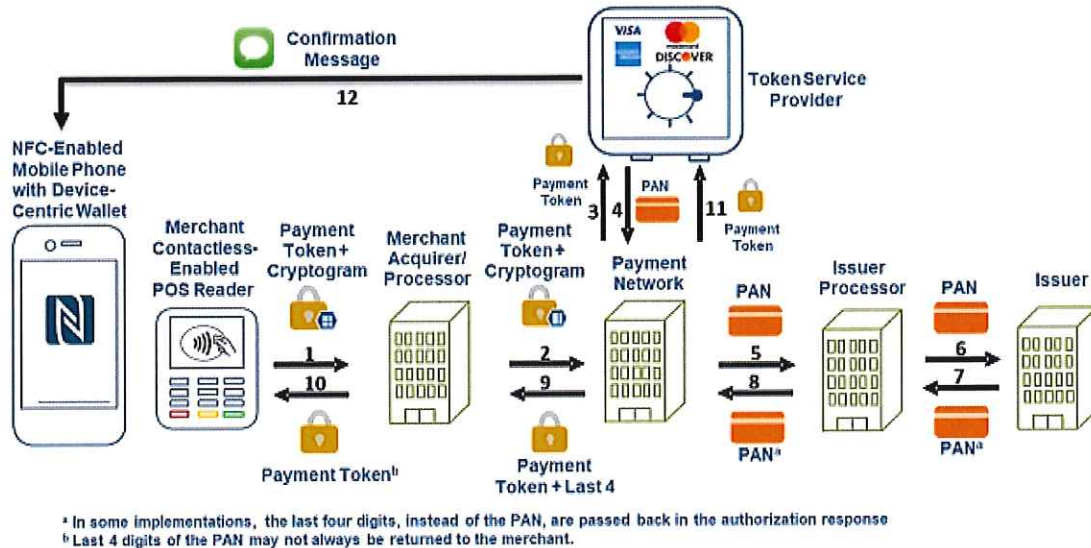 Confirmation
Message
12
VISA
mastercard
DISCOVER
Token Service
Provider
NFC-Enabled
Mobile Phone
with Device-
Centric Wallet
Payment
Token
3
4
PAN
11
Payment
Token
Merchant
Contactless-
Enabled
POS Reader
Payment
Token +
Cryptogram
Merchant
Acquirer/
Processor
Payment
Token +
Cryptogram
Payment
Network
PAN
Issuer
Processor
PAN
Issuer
N
1
10
2
9
5
8
6
7
Payment Tokenᵇ
Payment
Token + Last 4
PANᵃ
PANᵃ
ᵃ In some implementations, the last four digits, instead of the PAN, are passed back in the authorization response
ᵇ Last 4 digits of the PAN may not always be returned to the merchant.